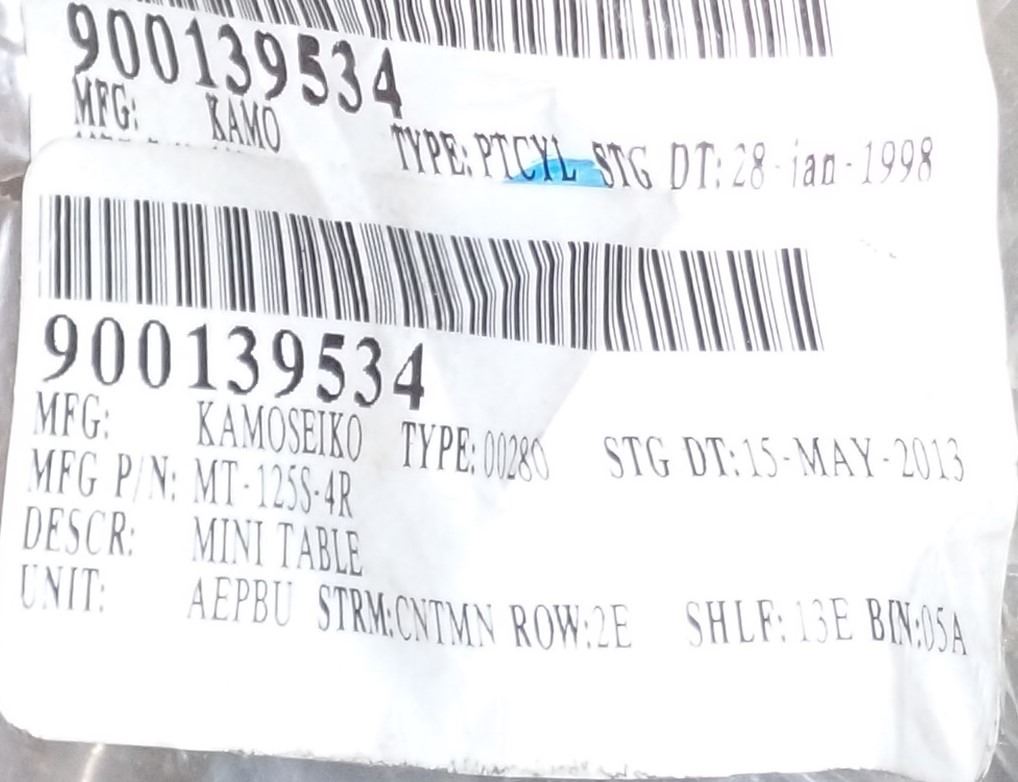 900139534
MFG: KAMO TYPE: PTCYL STG DT: 28-jan-1998
900139534
MFG: KAMOSEIKO TYPE: 00280 STG DT: 15-MAY-2013
MFG P/N: MT-125S-4R
DESCR: MINI TABLE
UNIT: AEPBU STRM:CNTMN ROW:2E SHLF: 13E BIN:05A